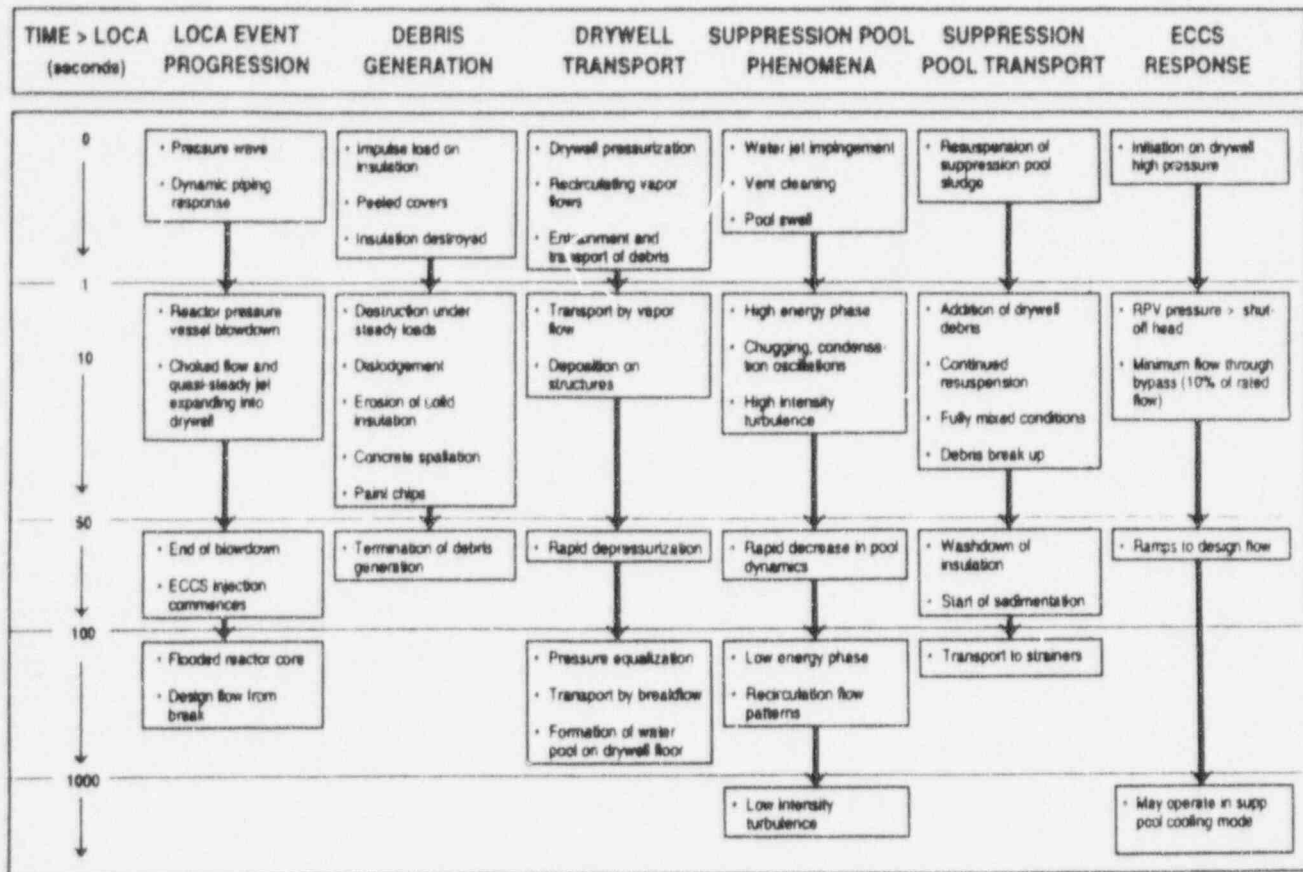 TIME > LOCA
(seconds)
LOCA EVENT
PROGRESSION
DEBRIS
GENERATION
DRYWELL
TRANSPORT
SUPPRESSION POOL
PHENOMENA
SUPPRESSION
POOL TRANSPORT
ECCS
RESPONSE
0
• Pressure wave
• Dynamic piping
response
• Impulse load on
insulation
• Peeled covers
• Insulation destroyed
• Drywell pressurization
• Recirculating vapor
flows
• Entrainment and
transport of debris
• Water jet impingement
• Vent clearing
• Pool swell
• Resuspension of
suppression pool
sludge
• Initiation on drywell
high pressure
1
10
• Reactor pressure
vessel blowdown
• Choked flow and
quasi-steady jet
expanding into
drywell
• Destruction under
steady loads
• Dislodgement
• Erosion of solid
insulation
• Concrete spallation
• Paint chips
• Transport by vapor
flow
• Deposition on
structures
• High energy phase
• Chugging, condensa-
tion oscillations
• High intensity
turbulence
• Addition of drywell
debris
• Continued
resuspension
• Fully mixed conditions
• Debris break up
• RPV pressure > shut-
off head
• Minimum flow through
bypass (10% of rated
flow)
50
• End of blowdown
• ECCS injection
commences
• Termination of debris
generation
• Rapid depressurization
• Rapid decrease in pool
dynamics
• Washdown of
insulation
• Start of sedimentation
• Ramps to design flow
100
• Flooded reactor core
• Design flow from
break
• Pressure equalization
• Transport by breakflow
• Formation of water
pool on drywell floor
• Low energy phase
• Recirculation flow
patterns
• Transport to strainers
1000
• Low intensity
turbulence
• May operate in supp
pool cooling mode